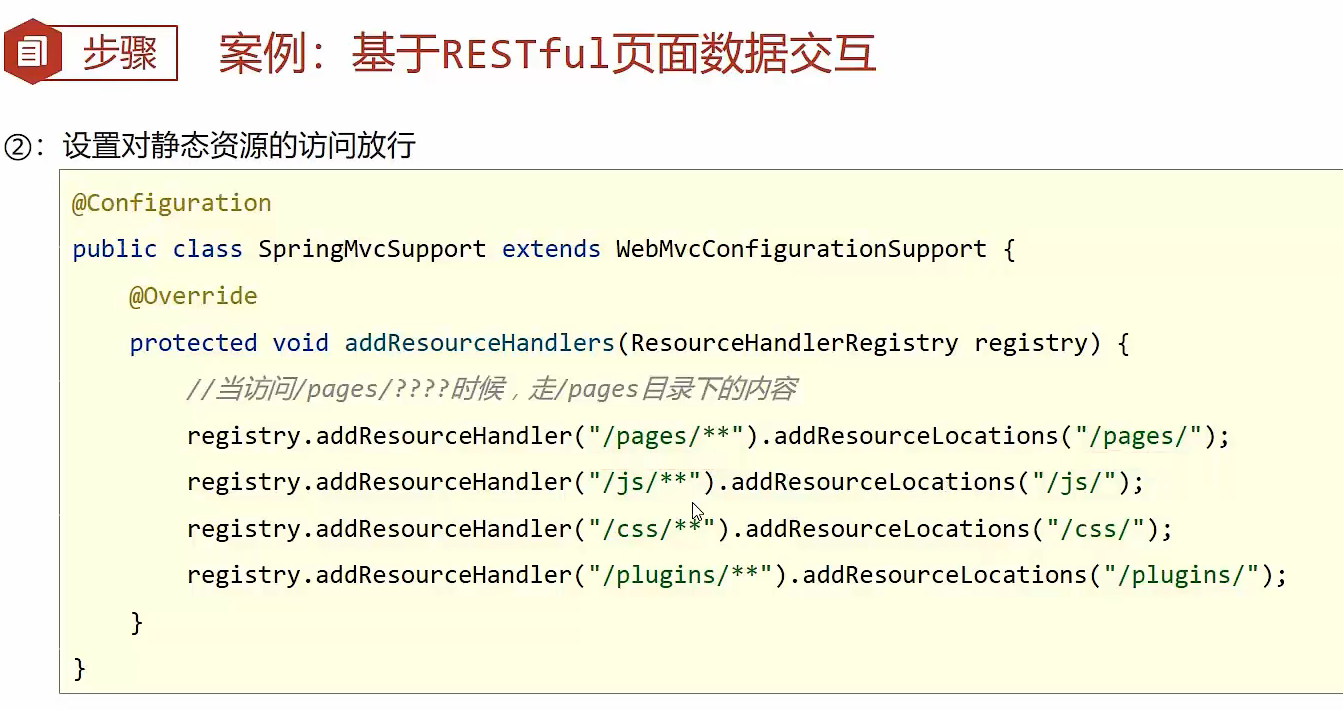 步骤
案例：基于RESTful页面数据交互
②：设置对静态资源的访问放行
@Configuration
public class SpringMvcSupport extends WebMvcConfigurationSupport {
@Override
protected void addResourceHandlers(ResourceHandlerRegistry registry) {
//当访问/pages/????时候，走/pages目录下的内容
registry.addResourceHandler("/pages/**").addResourceLocations("/pages/");
registry.addResourceHandler("/js/**").addResourceLocations("/js/");
registry.addResourceHandler("/css/**").addResourceLocations("/css/");
registry.addResourceHandler("/plugins/**").addResourceLocations("/plugins/");
}
}